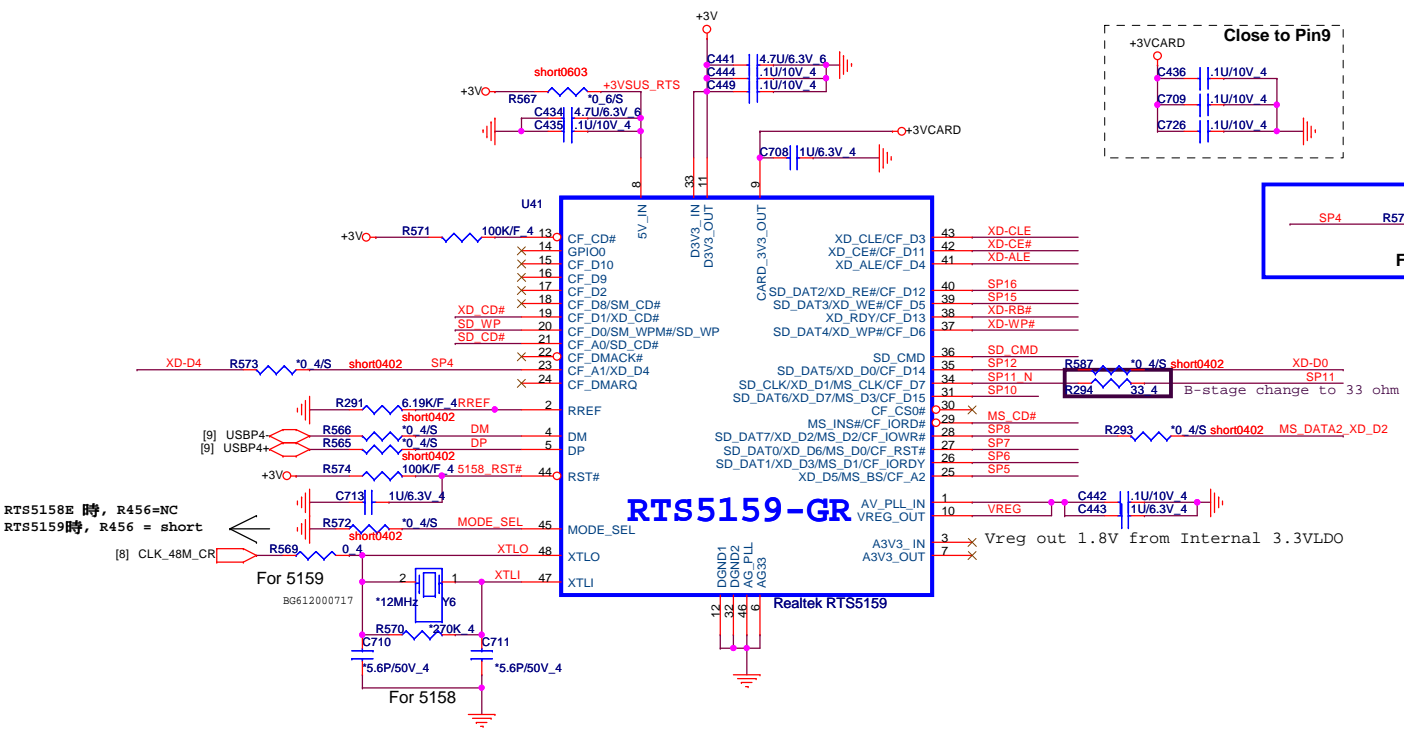 +3V
+3VCARD
Close to Pin9
C441 4.7U/6.3V_6
C444 .1U/10V_4
C449 .1U/10V_4
C436 .1U/10V_4
C709 .1U/10V_4
C726 .1U/10V_4
short0603
+3V
+3VSUS_RTS
R567 *0_6/S
C434 4.7U/6.3V_6
C435 .1U/10V_4
+3VCARD
C708 1U/6.3V_4
8
33
11
9
U41
5V_IN
D3V3_IN
D3V3_OUT
CARD_3V3_OUT
SP4 R57
F
+3V R571 100K/F_4 13 CF_CD#
14 GPIO0
15 CF_D10
16 CF_D9
17 CF_D2
18 CF_D8/SM_CD#
XD_CD# 19 CF_D1/XD_CD#
SD_WP 20 CF_D0/SM_WPM#/SD_WP
SD_CD# 21 CF_A0/SD_CD#
22 CF_DMACK#
XD-D4 R573 *0_4/S short0402 SP4 23 CF_A1/XD_D4
24 CF_DMARQ
R291 6.19K/F_4 RREF 2 RREF
short0402
[9] USBP4- R566 *0_4/S DM 4 DM
[9] USBP4+ R565 *0_4/S DP 5 DP
short0402
+3V R574 100K/F_4 5158_RST# 44 RST#
C713 1U/6.3V_4
R572 *0_4/S MODE_SEL 45 MODE_SEL
short0402
RTS5158E 時, R456=NC
RTS5159時, R456 = short
[8] CLK_48M_CR R569 0_4 XTLO 48 XTLO
For 5159
BG612000717
2 1 XTLI 47 XTLI
*12MHz Y6
R570 *270K_4
C710 C711
*5.6P/50V_4 *5.6P/50V_4
For 5158
XD_CLE/CF_D3 43 XD-CLE
XD_CE#/CF_D11 42 XD-CE#
XD_ALE/CF_D4 41 XD-ALE
SD_DAT2/XD_RE#/CF_D12 40 SP16
SD_DAT3/XD_WE#/CF_D5 39 SP15
XD_RDY/CF_D13 38 XD-RB#
SD_DAT4/XD_WP#/CF_D6 37 XD-WP#
SD_CMD 36 SD_CMD
SD_DAT5/XD_D0/CF_D14 35 SP12 R587 *0_4/S short0402 XD-D0
SD_CLK/XD_D1/MS_CLK/CF_D7 34 SP11_N R294 33_4 SP11
B-stage change to 33 ohm
SD_DAT6/XD_D7/MS_D3/CF_D15 31 SP10
CF_CS0# 30
MS_INS#/CF_IORD# 29 MS_CD#
SD_DAT7/XD_D2/MS_D2/CF_IOWR# 28 SP8 R293 *0_4/S short0402 MS_DATA2_XD_D2
SD_DAT0/XD_D6/MS_D0/CF_RST# 27 SP7
SD_DAT1/XD_D3/MS_D1/CF_IORDY 26 SP6
XD_D5/MS_BS/CF_A2 25 SP5
RTS5159-GR
AV_PLL_IN 1 C442 .1U/10V_4
VREG_OUT 10 VREG C443 1U/6.3V_4
A3V3_IN 3
A3V3_OUT 7
Vreg out 1.8V from Internal 3.3VLDO
DGND1
DGND2
AG_PLL
AG33
12
32
46
6
Realtek RTS5159